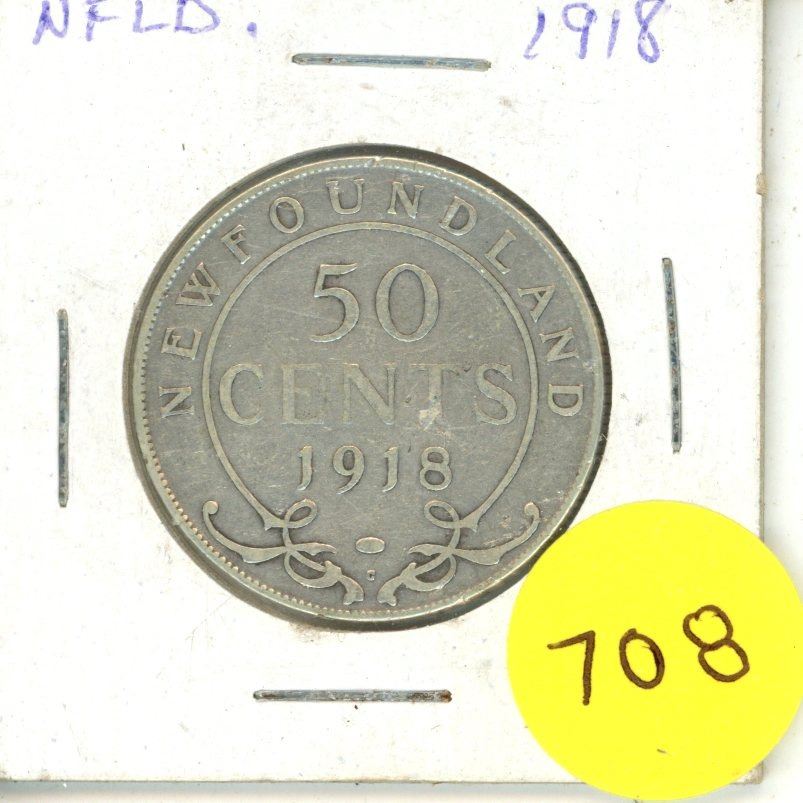 NFLD. 1918
NEWFOUNDLAND
50
CENTS
1918
C
708